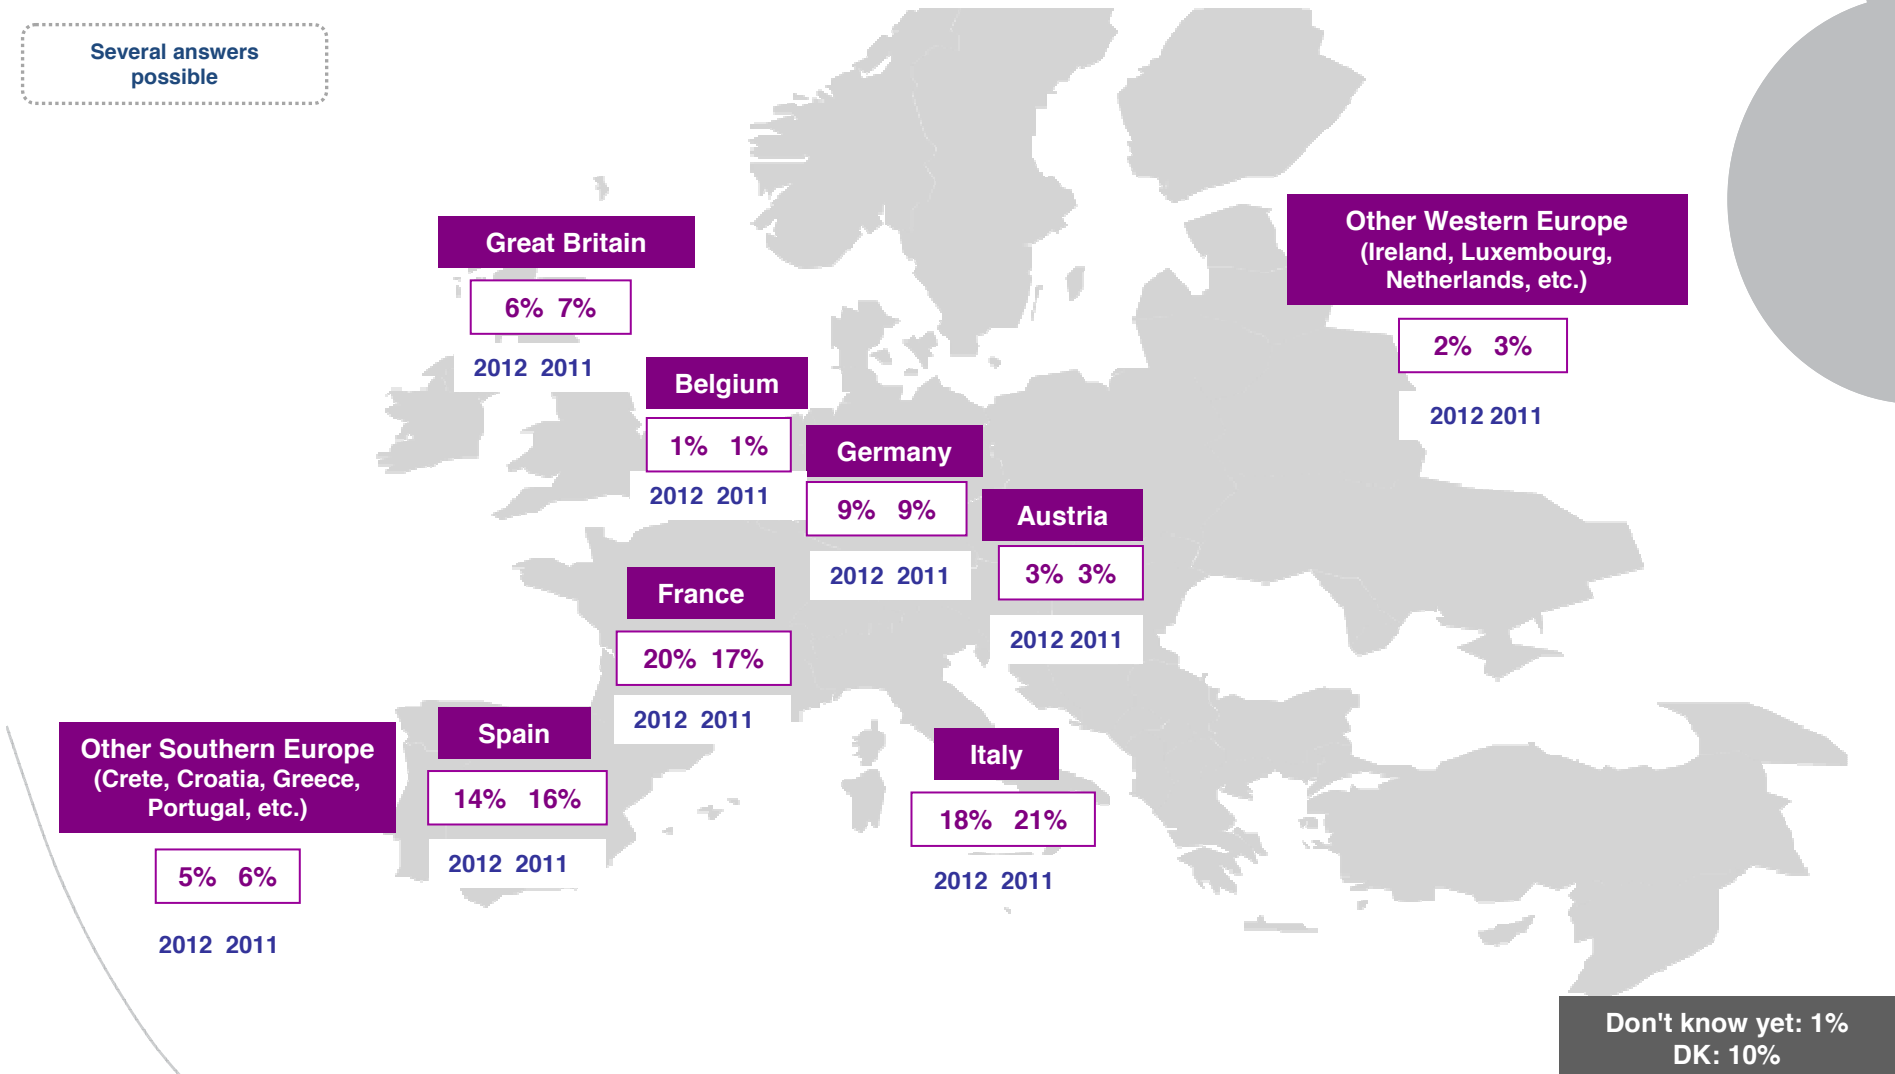 Several answers
possible
Great Britain
6% 7%
2012 2011
Other Western Europe
(Ireland, Luxembourg,
Netherlands, etc.)
2% 3%
2012 2011
Belgium
1% 1%
2012 2011
Germany
9% 9%
2012 2011
Austria
3% 3%
2012 2011
France
20% 17%
2012 2011
Other Southern Europe
(Crete, Croatia, Greece,
Portugal, etc.)
5% 6%
2012 2011
Spain
14% 16%
2012 2011
Italy
18% 21%
2012 2011
Don't know yet: 1%
DK: 10%